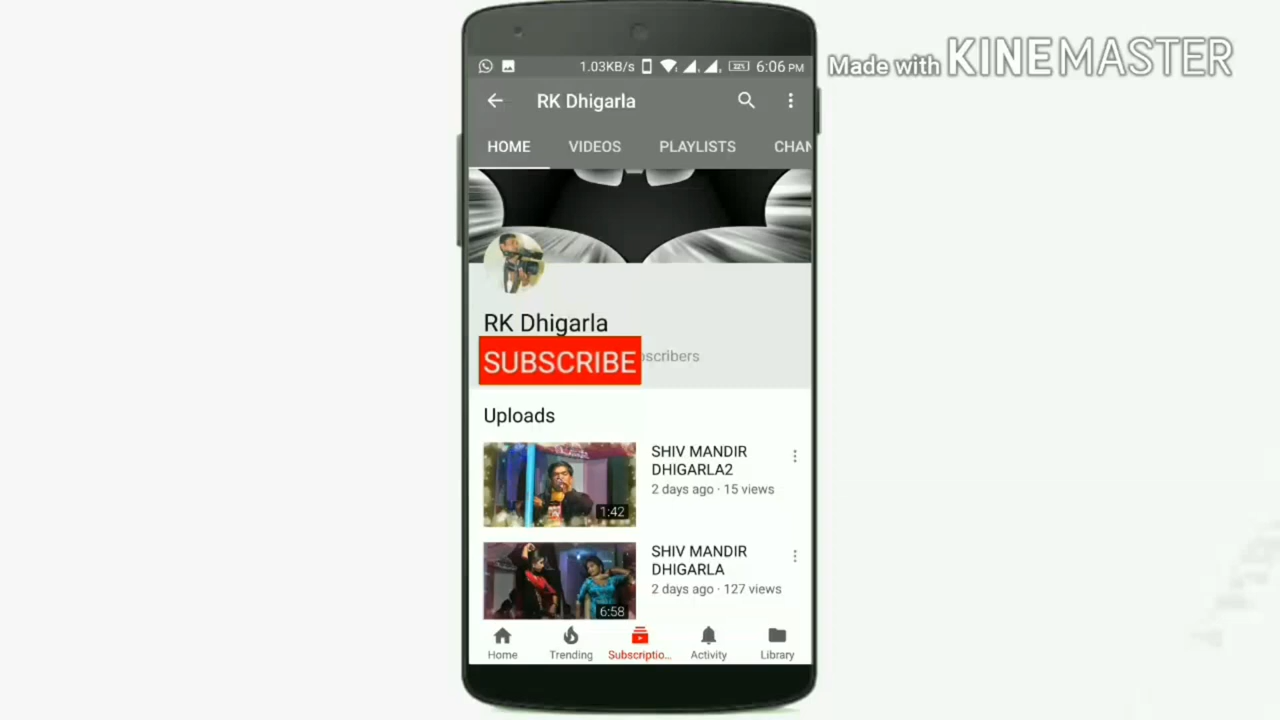 Made with KINEMASTER
1.03KB/s 32% 6:06 PM
RK Dhigarla
HOME VIDEOS PLAYLISTS CHAN
RK Dhigarla
SUBSCRIBE bscribers
Uploads
SHIV MANDIR
DHIGARLA2
2 days ago · 15 views
1:42
SHIV MANDIR
DHIGARLA
2 days ago · 127 views
6:58
Home Trending Subscriptio... Activity Library